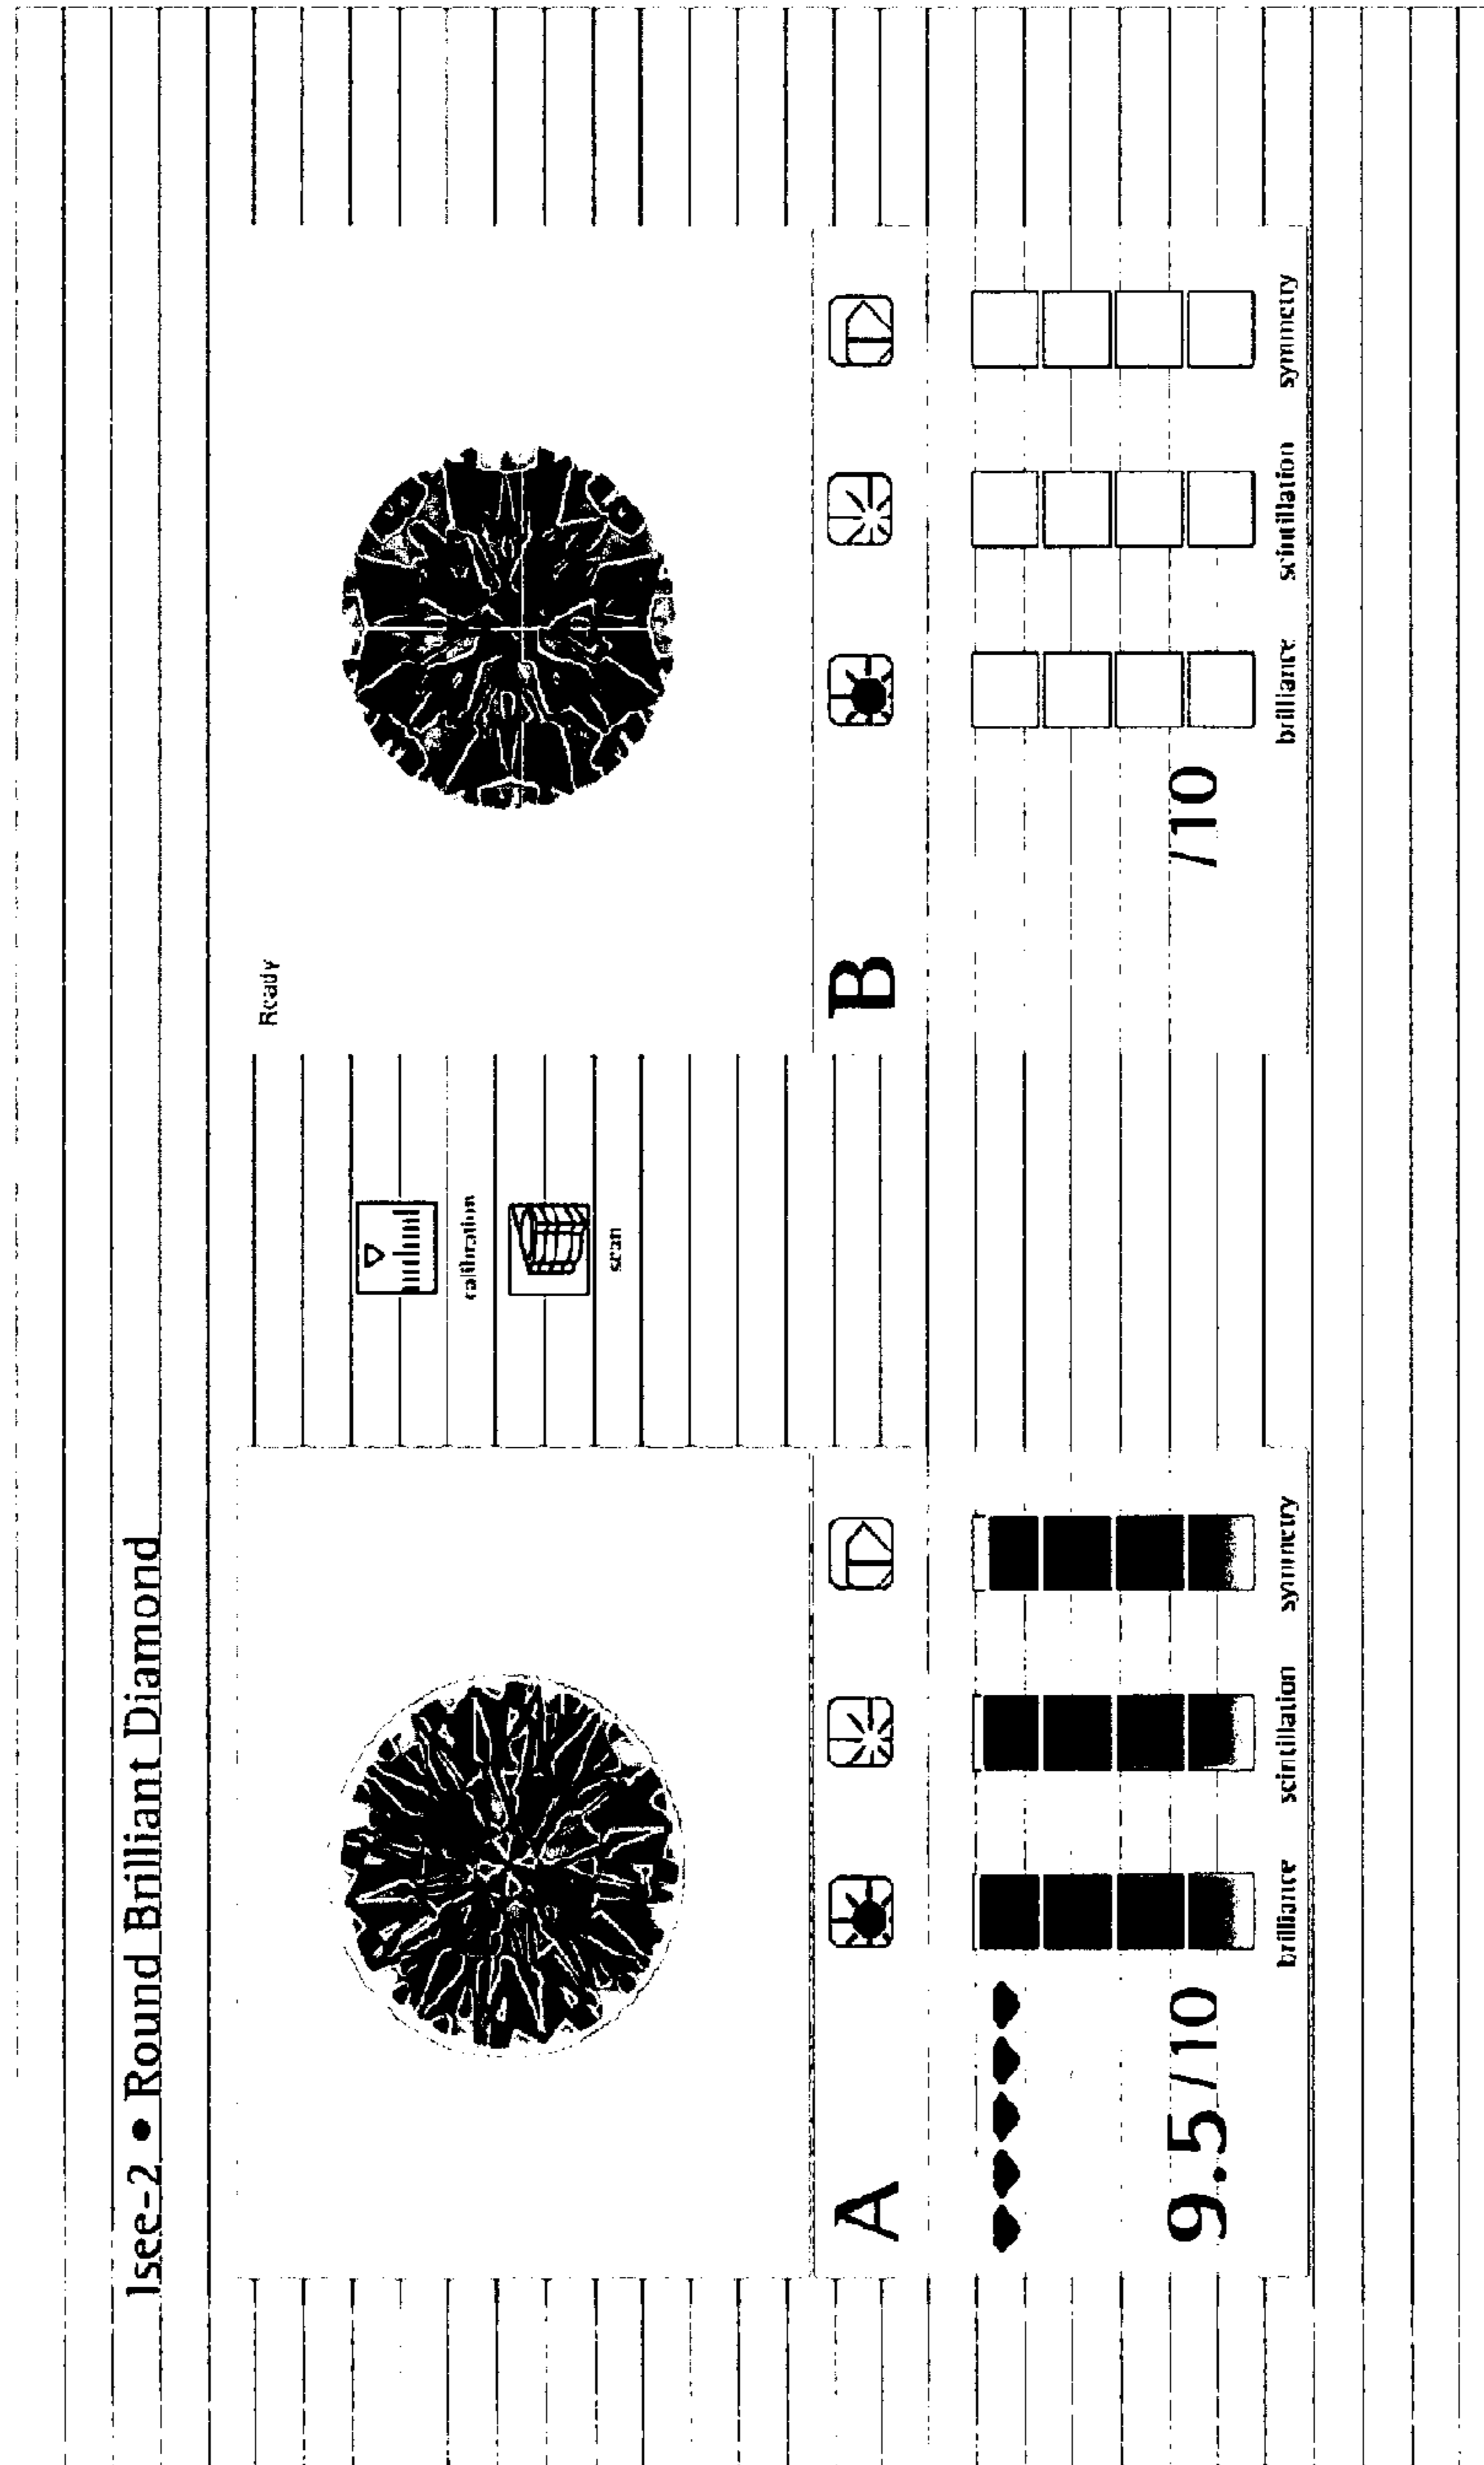 Isee-2 • Round Brilliant Diamond
Ready
calibration
scan
A
B
9.5/10
brilliance
scintillation
symmetry
/10
brilliance
scintillation
symmetry